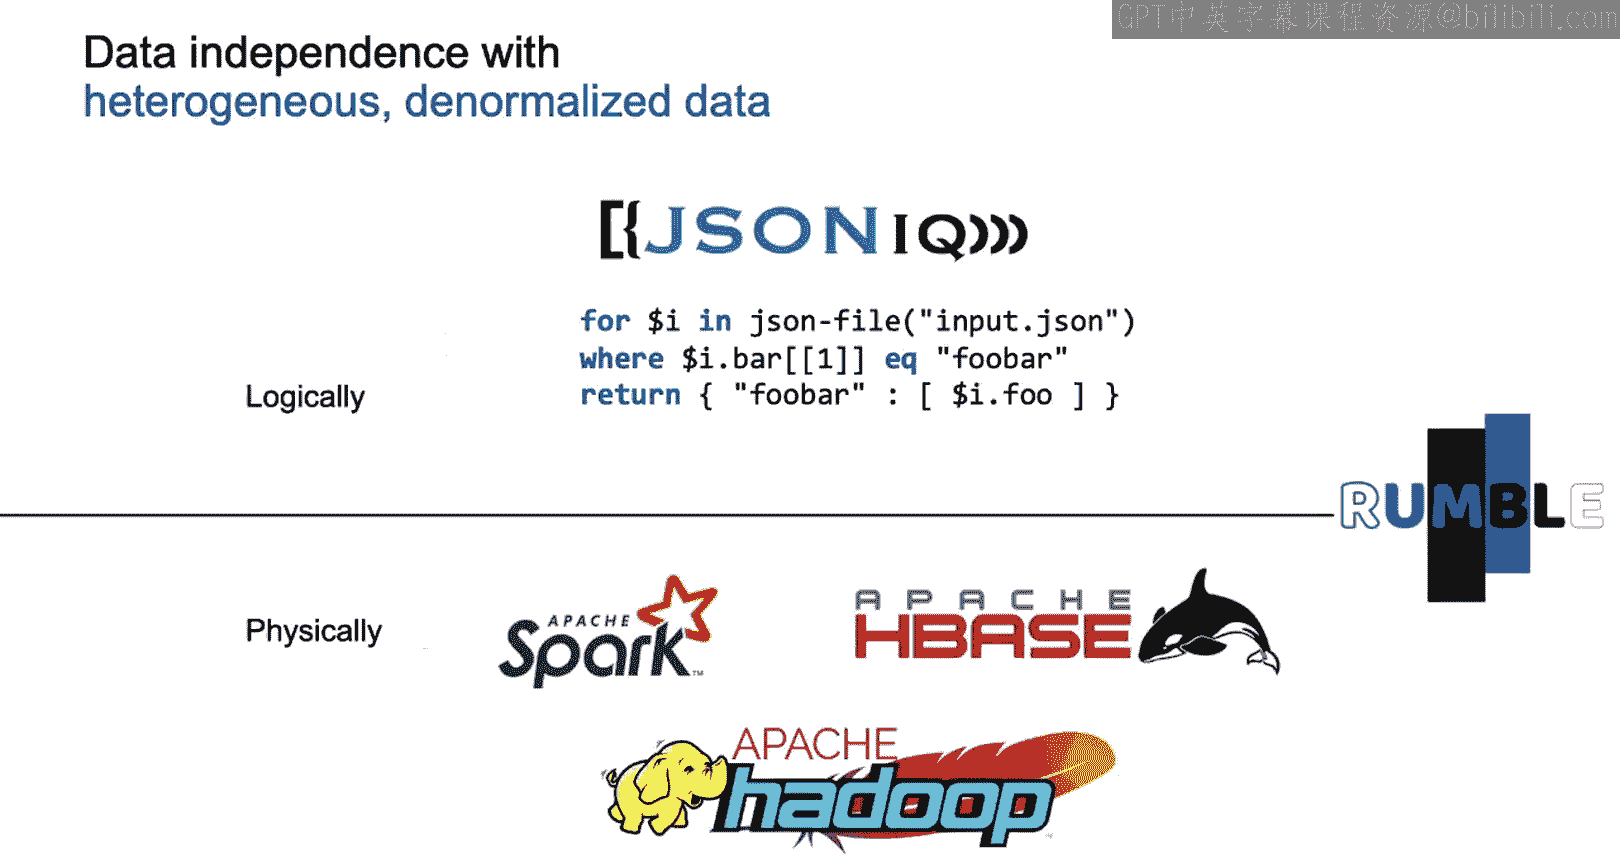 GPT中英字幕课程资源@bilibili.com
Data independence with
heterogeneous, denormalized data
[{JSONIQ)))
for $i in json-file("input.json")
where $i.bar[[1]] eq "foobar"
return { "foobar" : [ $i.foo ] }
Logically
RUMBLE
Physically
APACHE
Spark™
APACHE
HBASE
APACHE
hadoop